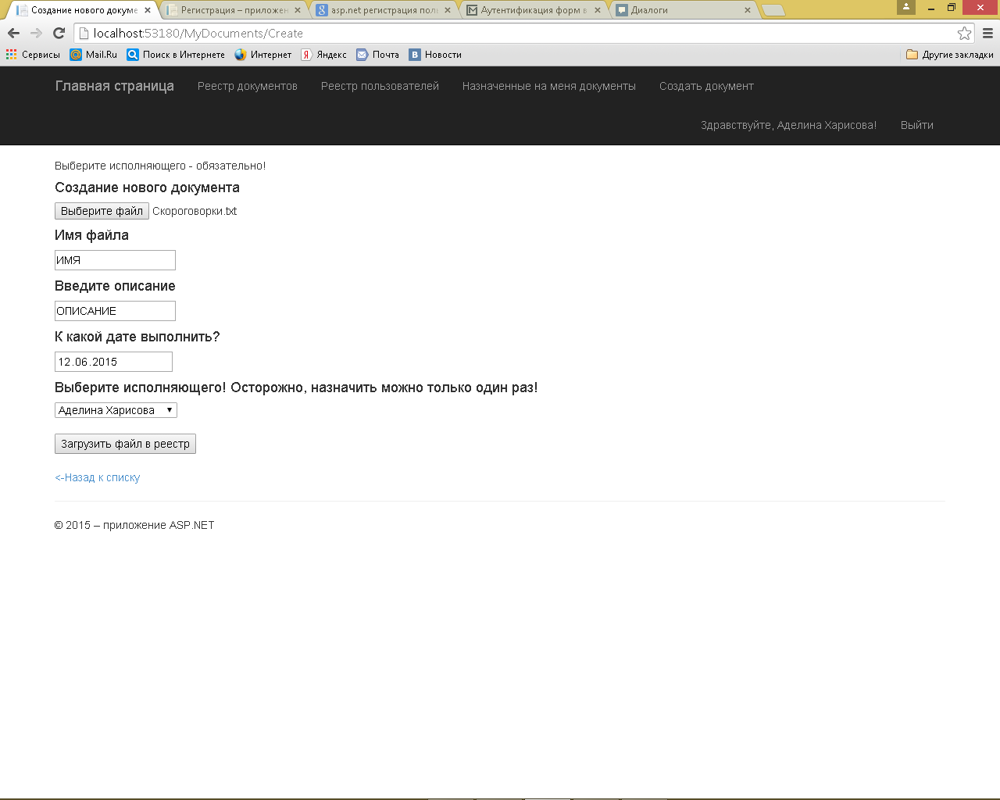 Создание нового докуме
Регистрация – приложен
asp.net регистрация поль
Аутентификация форм в
Диалоги
localhost:53180/MyDocuments/Create
Сервисы
Mail.Ru
Поиск в Интернете
Интернет
Яндекс
Почта
Новости
Другие закладки
Главная страница
Реестр документов
Реестр пользователей
Назначенные на меня документы
Создать документ
Здравствуйте, Аделина Харисова!
Выйти
Выберите исполняющего - обязательно!
Создание нового документа
Выберите файл Скороговорки.txt
Имя файла
ИМЯ
Введите описание
ОПИСАНИЕ
К какой дате выполнить?
12.06.2015
Выберите исполняющего! Осторожно, назначить можно только один раз!
Аделина Харисова
Загрузить файл в реестр
<-Назад к списку
© 2015 – приложение ASP.NET